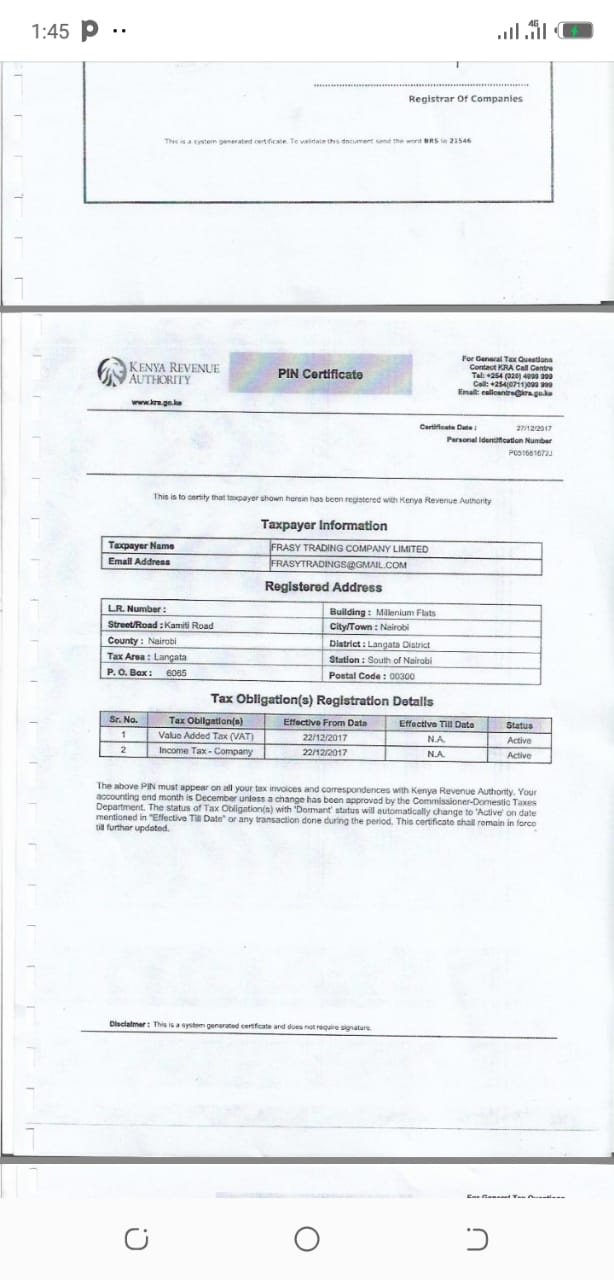 1:45
4G
Registrar Of Companies
This is a system generated certificate. To validate this document send the word BRS to 21546
KENYA REVENUE
AUTHORITY
www.kra.go.ke
PIN Certificate
For General Tax Questions
Contact KRA Call Centre
Tel: +254 (020) 4999 999
Cell: +254(0711)099 999
Email: callcentre@kra.go.ke
Certificate Date : 27/12/2017
Personal Identification Number
This is to certify that taxpayer shown herein has been registered with Kenya Revenue Authority
Taxpayer Information
Taxpayer Name FRASY TRADING COMPANY LIMITED
Email Address FRASYTRADINGS@GMAIL.COM
Registered Address
L.R. Number : Building : Millenium Flats
Street/Road : Kamiti Road City/Town : Nairobi
County : Nairobi District : Langata District
Tax Area : Langata Station : South of Nairobi
P. O. Box : 6065 Postal Code : 00300
Tax Obligation(s) Registration Details
Sr. No. Tax Obligation(s) Effective From Date Effective Till Date Status
1 Value Added Tax (VAT) 22/12/2017 N.A. Active
2 Income Tax - Company 22/12/2017 N.A. Active
The above PIN must appear on all your tax invoices and correspondences with Kenya Revenue Authority. Your
accounting end month is December unless a change has been approved by the Commissioner-Domestic Taxes
Department. The status of Tax Obligation(s) with 'Dormant' status will automatically change to 'Active' on date
mentioned in "Effective Till Date" or any transaction done during the period. This certificate shall remain in force
till further updated.
Disclaimer : This is a system generated certificate and does not require signature.
For General Tax Questions